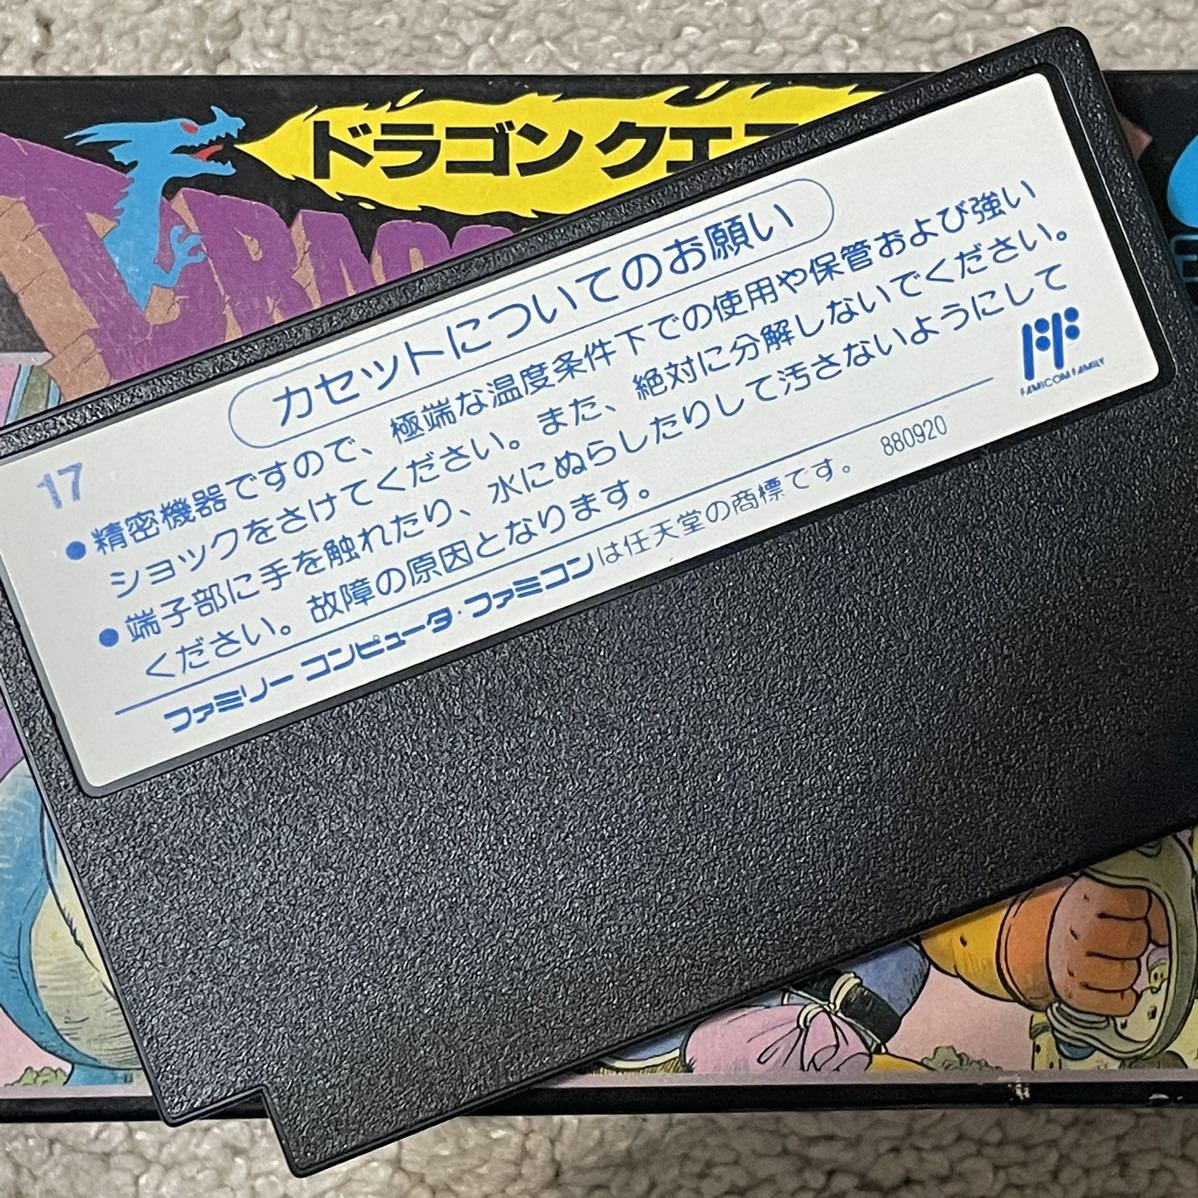 ドラゴン クエス
DRAGO
カセットについてのお願い
17
●精密機器ですので、極端な温度条件下での使用や保管および強い
ショックをさけてください。また、絶対に分解しないでください。
●端子部に手を触れたり、水にぬらしたりして汚さないようにして
ください。故障の原因となります。
ファミリー コンピュータ・ファミコンは任天堂の商標です。 880920
FF
FAMICOM FAMILY